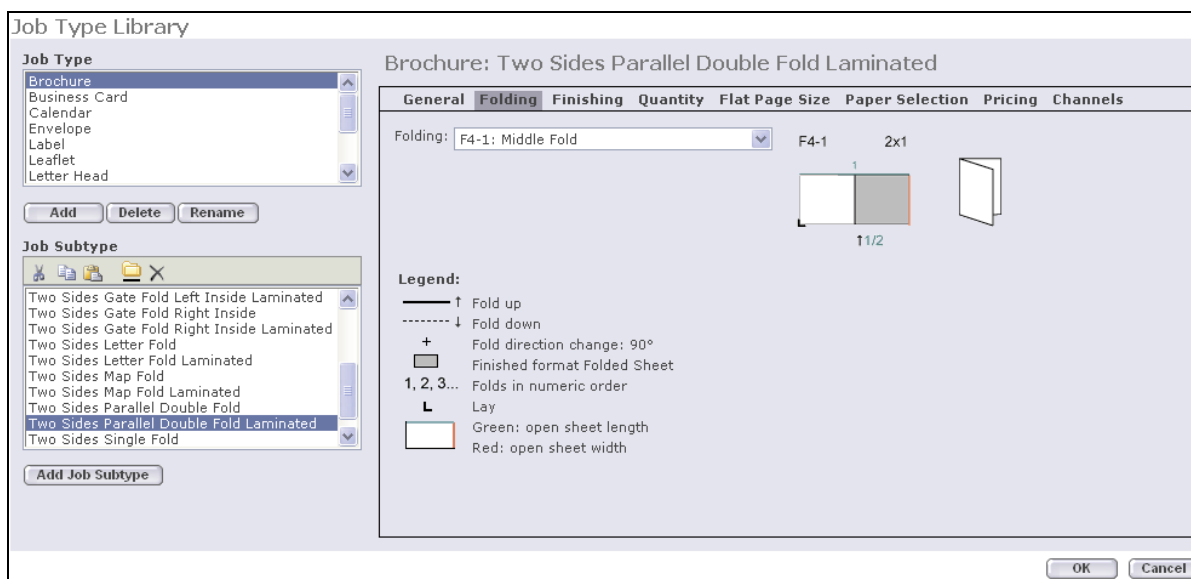 Job Type Library
Job Type
Brochure
Business Card
Calendar
Envelope
Label
Leaflet
Letter Head
Add Delete Rename
Job Subtype
Two Sides Gate Fold Left Inside Laminated
Two Sides Gate Fold Right Inside
Two Sides Gate Fold Right Inside Laminated
Two Sides Letter Fold
Two Sides Letter Fold Laminated
Two Sides Map Fold
Two Sides Map Fold Laminated
Two Sides Parallel Double Fold
Two Sides Parallel Double Fold Laminated
Two Sides Single Fold
Add Job Subtype
Brochure: Two Sides Parallel Double Fold Laminated
General Folding Finishing Quantity Flat Page Size Paper Selection Pricing Channels
Folding: F4-1: Middle Fold
F4-1 2x1
1
↑1/2
Legend:
↑ Fold up
↓ Fold down
+ Fold direction change: 90°
Finished format Folded Sheet
1, 2, 3... Folds in numeric order
L Lay
Green: open sheet length
Red: open sheet width
OK Cancel